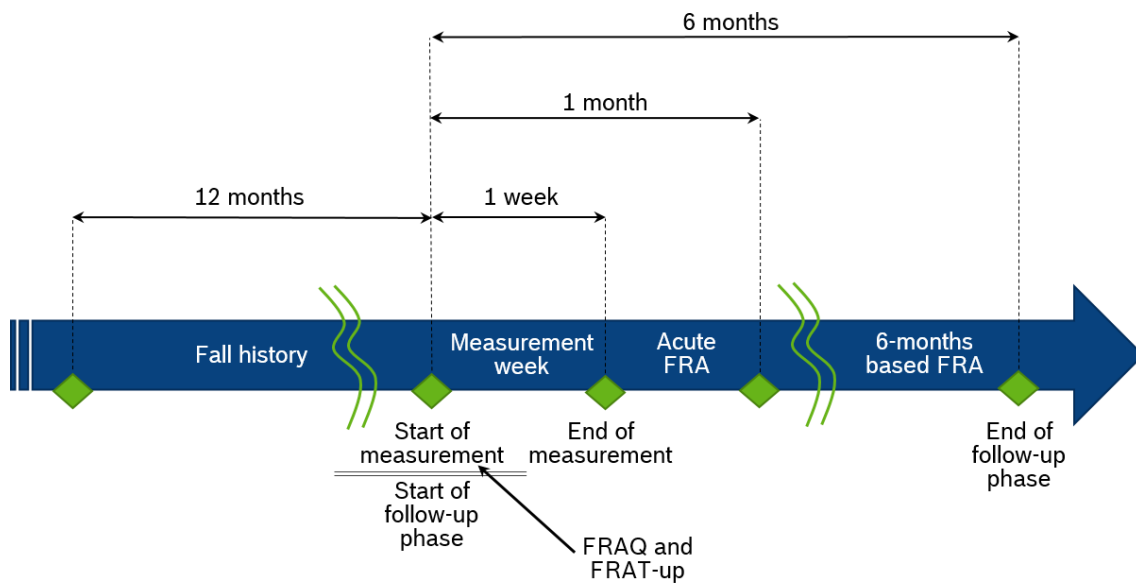 6 months
1 month
12 months
1 week
Fall history
Measurement
week
Acute
FRA
6-months
based FRA
Start of
measurement
End of
measurement
End of
follow-up
phase
Start of
follow-up
phase
FRAQ and
FRAT-up